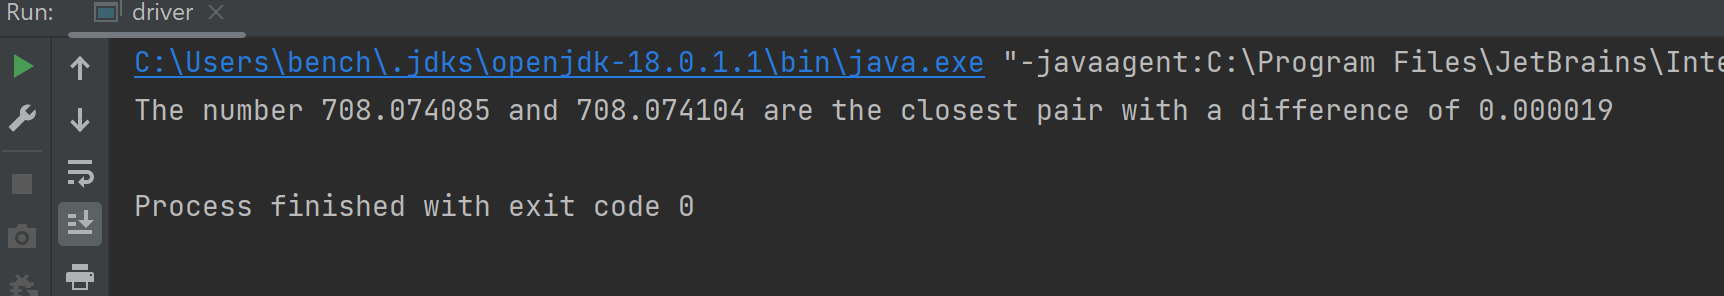 Run: driver
C:\Users\bench\.jdks\openjdk-18.0.1.1\bin\java.exe "-javaagent:C:\Program Files\JetBrains\Inte
The number 708.074085 and 708.074104 are the closest pair with a difference of 0.000019
Process finished with exit code 0